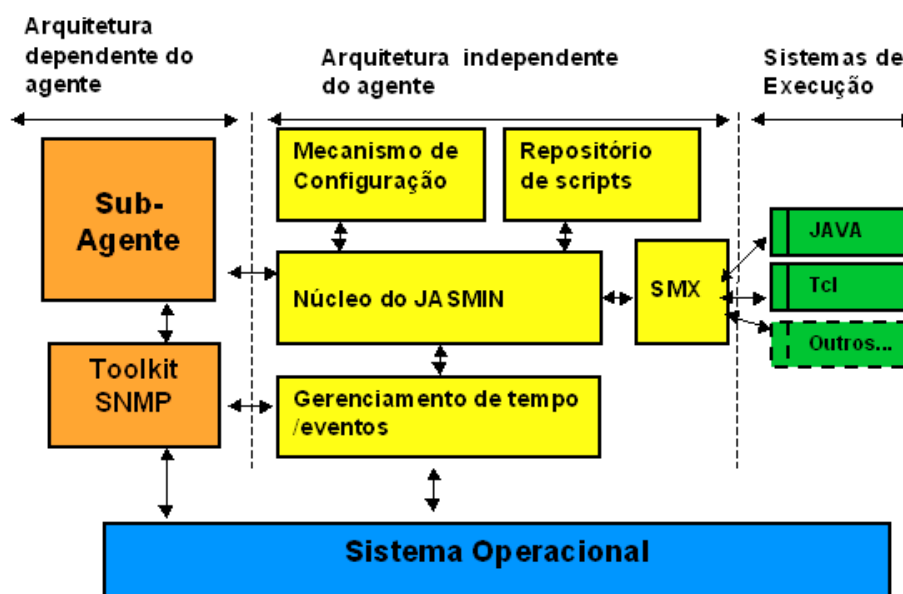 Arquitetura
dependente do
agente
Arquitetura independente
do agente
Sistemas de
Execução
Sub-
Agente
Toolkit
SNMP
Mecanismo de
Configuração
Repositório
de scripts
Núcleo do JASMIN
SMX
Gerenciamento de tempo
/eventos
JAVA
Tcl
Outros...
Sistema Operacional